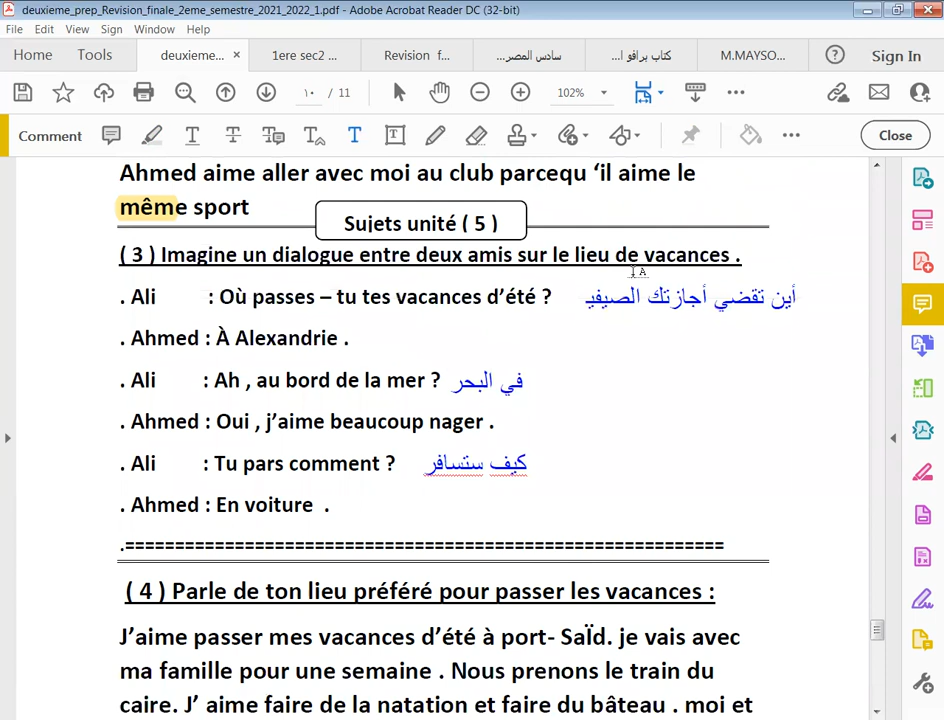 deuxieme_prep_Revision_finale_2eme_semestre_2021_2022_1.pdf - Adobe Acrobat Reader DC (32-bit)
File Edit View Sign Window Help
Home Tools deuxieme... × 1ere sec2 ... Revision f... سادس المصر... كتاب برافو ا... M.MAYSO... Sign In
١٠ / 11 102%
Comment Close
Ahmed aime aller avec moi au club parcequ ‘il aime le
même sport
Sujets unité ( 5 )
( 3 ) Imagine un dialogue entre deux amis sur le lieu de vacances .
. Ali : Où passes – tu tes vacances d’été ? أين تقضي أجازتك الصيفيـ
. Ahmed : À Alexandrie .
. Ali : Ah , au bord de la mer ? في البحر
. Ahmed : Oui , j’aime beaucoup nager .
. Ali : Tu pars comment ? كيف ستسافر
. Ahmed : En voiture .
.============================================================
( 4 ) Parle de ton lieu préféré pour passer les vacances :
J’aime passer mes vacances d’été à port- SaÏd. je vais avec
ma famille pour une semaine . Nous prenons le train du
caire. J’ aime faire de la natation et faire du bâteau . moi et